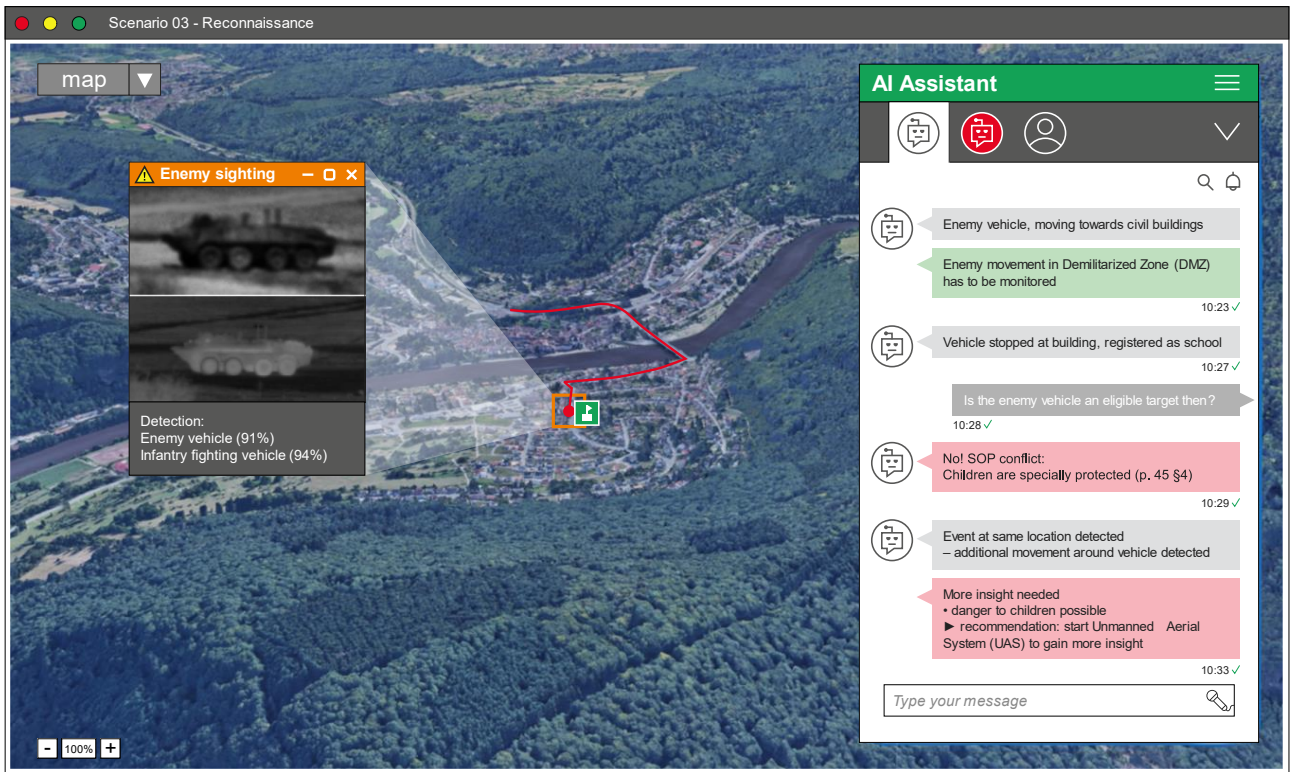 Scenario 03 - Reconnaissance
map
Enemy sighting
Detection:
Enemy vehicle (91%)
Infantry fighting vehicle (94%)
- 100% +
AI Assistant
Enemy vehicle, moving towards civil buildings
Enemy movement in Demilitarized Zone (DMZ)
has to be monitored
10:23 ✓
Vehicle stopped at building, registered as school
10:27 ✓
Is the enemy vehicle an eligible target then?
10:28 ✓
No! SOP conflict:
Children are specially protected (p. 45 §4)
10:29 ✓
Event at same location detected
– additional movement around vehicle detected
More insight needed
• danger to children possible
► recommendation: start Unmanned Aerial
System (UAS) to gain more insight
10:33 ✓
Type your message